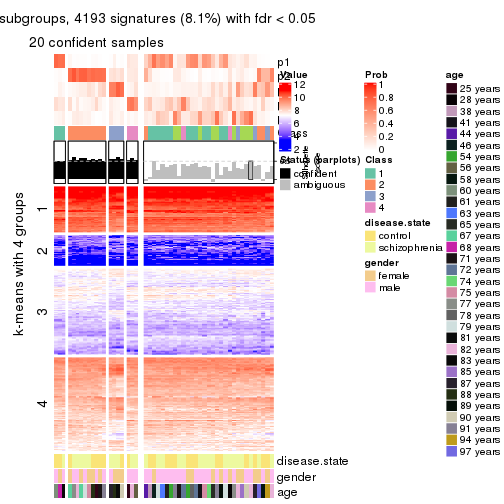 subgroups, 4193 signatures (8.1%) with fdr < 0.05
20 confident samples
p1
Value
12
10
8
6
4
2
Status (barplots)
confident
ambiguous
Prob
1
0.8
0.6
0.4
0.2
0
Class
1
2
3
4
disease.state
control
schizophrenia
gender
female
male
age
25 years
28 years
38 years
41 years
44 years
46 years
54 years
56 years
58 years
60 years
61 years
63 years
65 years
67 years
68 years
71 years
72 years
74 years
75 years
77 years
78 years
79 years
81 years
82 years
83 years
85 years
87 years
88 years
89 years
90 years
91 years
94 years
97 years
k-means with 4 groups
1
2
3
4
disease.state
gender
age